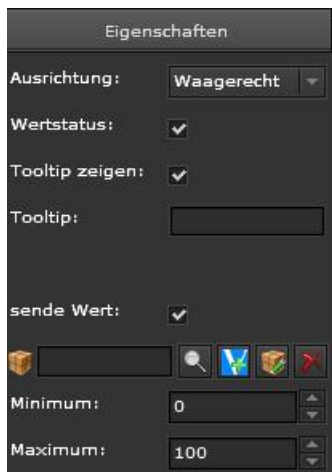 Eigenschaften
Ausrichtung: Waagerecht
Wertstatus:
Tooltip zeigen:
Tooltip:
sende Wert:
Minimum: 0
Maximum: 100